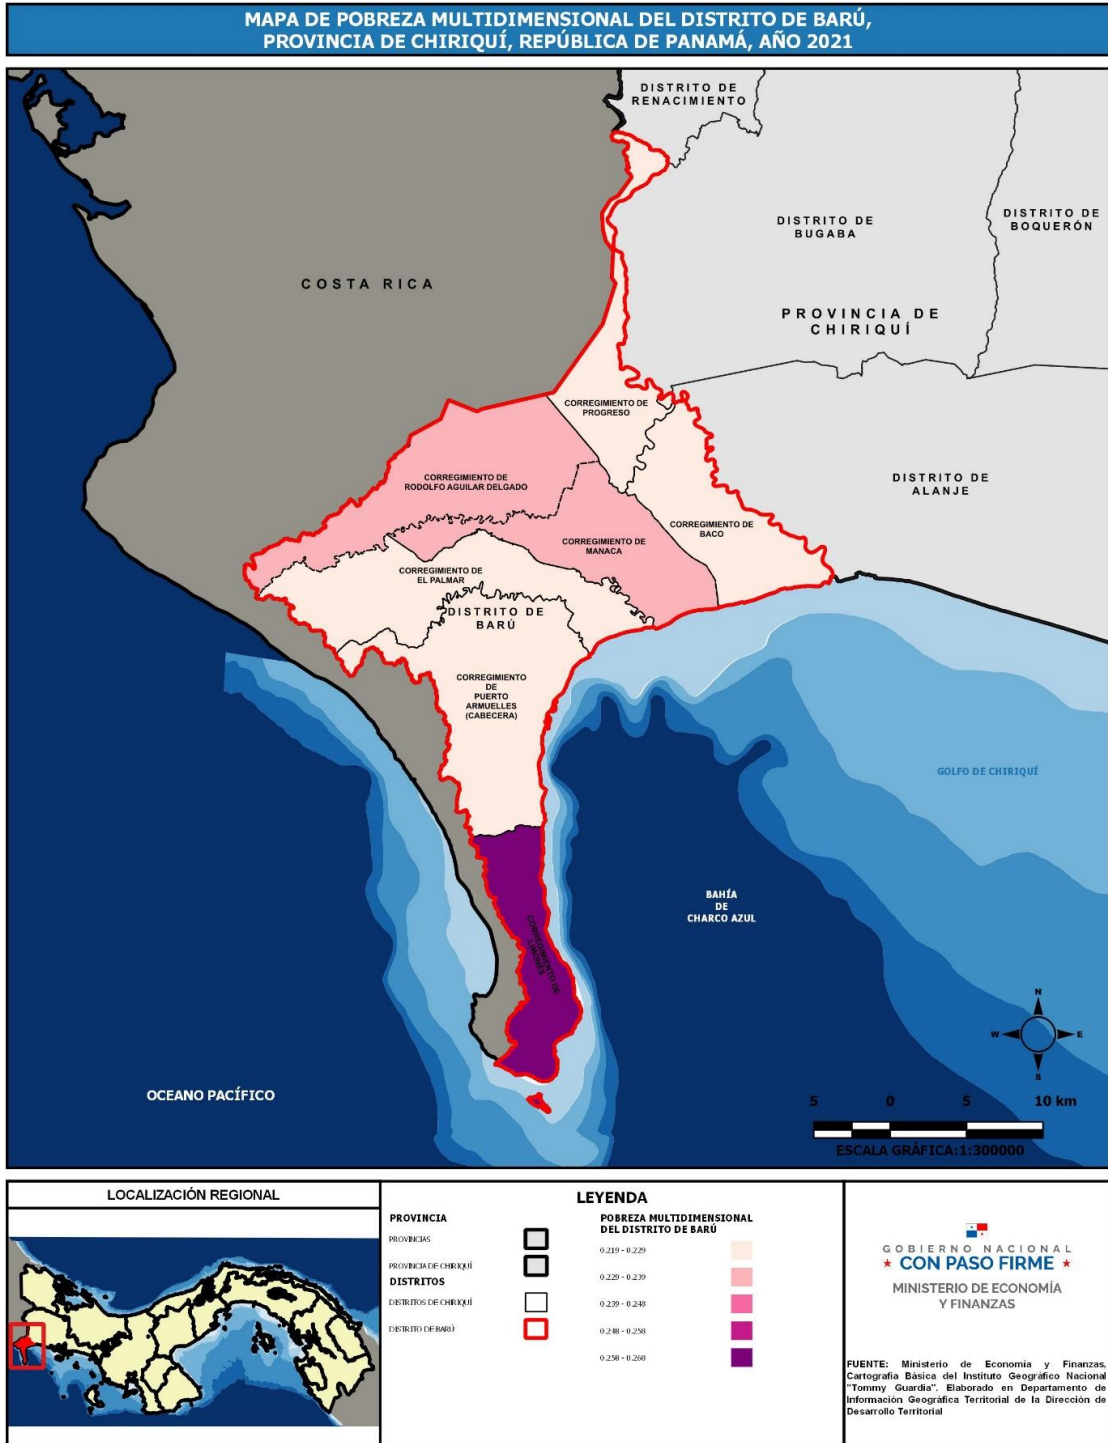 MAPA DE POBREZA MULTIDIMENSIONAL DEL DISTRITO DE BARÚ,
PROVINCIA DE CHIRIQUÍ, REPÚBLICA DE PANAMÁ, AÑO 2021
DISTRITO DE
RENACIMIENTO
DISTRITO DE
BUGABA
DISTRITO DE
BOQUERÓN
COSTA RICA
PROVINCIA DE
CHIRIQUÍ
CORREGIMIENTO DE
PROGRESO
CORREGIMIENTO DE
RODOLFO AGUILAR DELGADO
DISTRITO DE
ALANJE
CORREGIMIENTO DE
BACO
CORREGIMIENTO DE
MANACA
CORREGIMIENTO DE
EL PALMAR
DISTRITO DE
BARÚ
CORREGIMIENTO
DE
PUERTO
ARMUELLES
(CABECERA)
GOLFO DE CHIRIQUÍ
BAHÍA
DE
CHARCO AZUL
CORREGIMIENTO DE
LIMONES
N
W
E
S
OCEANO PACÍFICO
5 0 5 10 km
ESCALA GRÁFICA:1:300000
LOCALIZACIÓN REGIONAL
LEYENDA
PROVINCIA
PROVINCIAS
PROVINCIA DE CHIRIQUÍ
DISTRITOS
DISTRITOS DE CHIRIQUÍ
DISTRITO DE BARÚ
POBREZA MULTIDIMENSIONAL
DEL DISTRITO DE BARÚ
0.219 - 0.229
0.229 - 0.239
0.239 - 0.248
0.248 - 0.258
0.258 - 0.268
GOBIERNO NACIONAL
CON PASO FIRME
MINISTERIO DE ECONOMÍA
Y FINANZAS
FUENTE: Ministerio de Economía y Finanzas,
Cartografía Básica del Instituto Geográfico Nacional
"Tommy Guardia". Elaborado en Departamento de
Información Geográfica Territorial de la Dirección de
Desarrollo Territorial